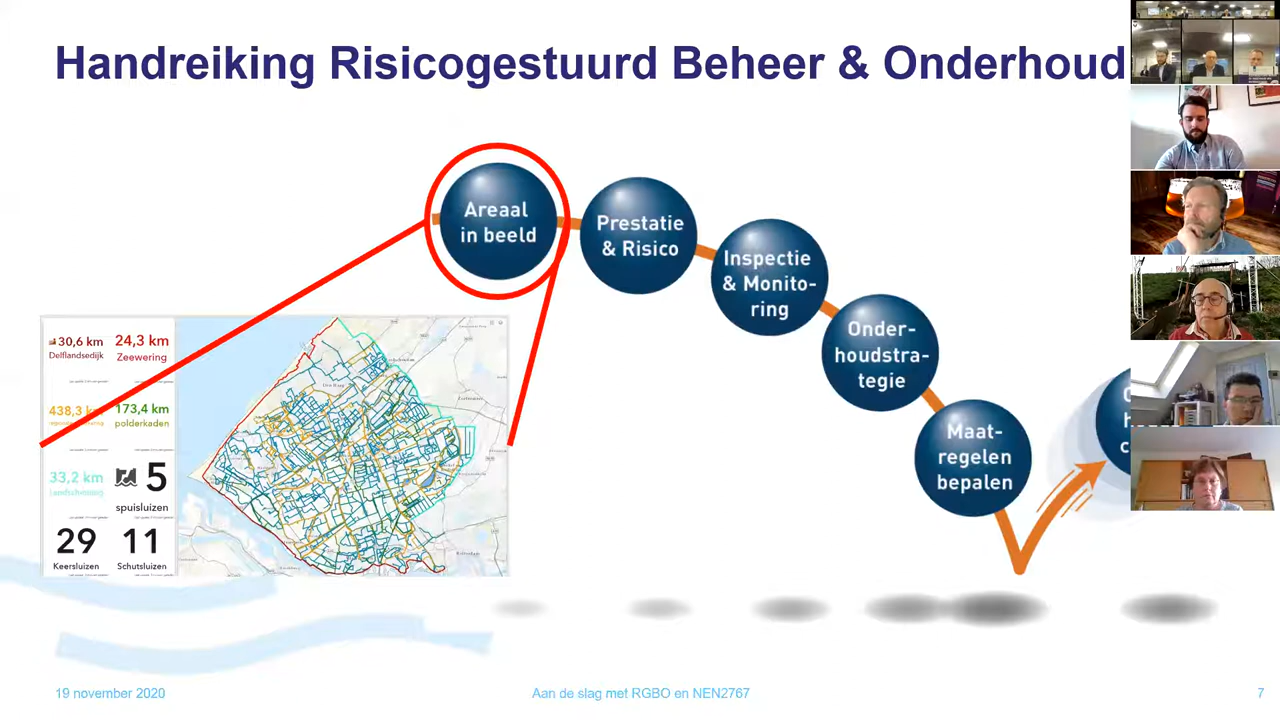 Handreiking Risicogestuurd Beheer & Onderhoud
Areaal
in beeld
Prestatie
& Risico
Inspectie
& Monito-
ring
Onder-
houdstra-
tegie
Maat-
regelen
bepalen
30,6 km
Delflandsedijk
24,3 km
Zeewering
438,3
173,4 km
polderkaden
33,2 km
Landscheiding
5
spuisluizen
29
Keersluizen
11
Schutsluizen
19 november 2020
Aan de slag met RGBO en NEN2767
7